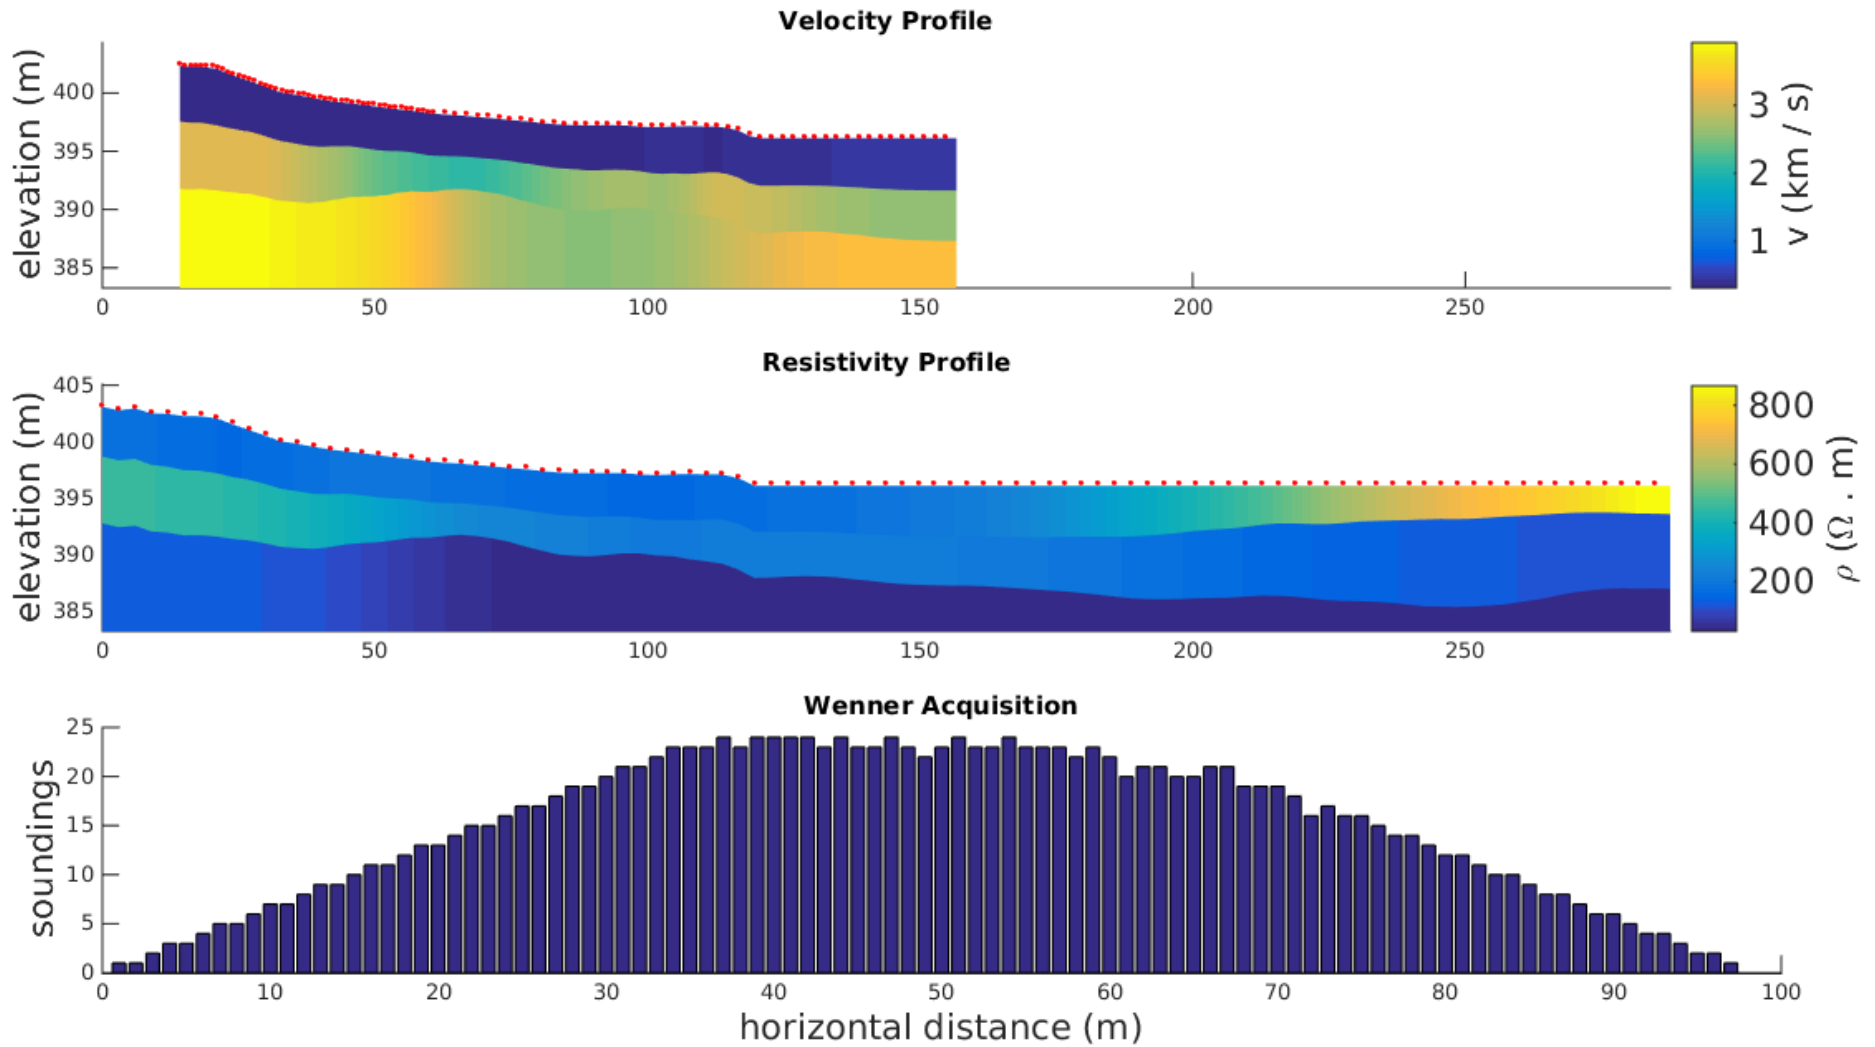 Velocity Profile
elevation (m)
400
395
390
385
0 50 100 150 200 250
3
2
1
v (km / s)
Resistivity Profile
elevation (m)
405
400
395
390
385
0 50 100 150 200 250
800
600
400
200
ρ (Ω . m)
Wenner Acquisition
soundings
25
20
15
10
5
0
0 10 20 30 40 50 60 70 80 90 100
horizontal distance (m)